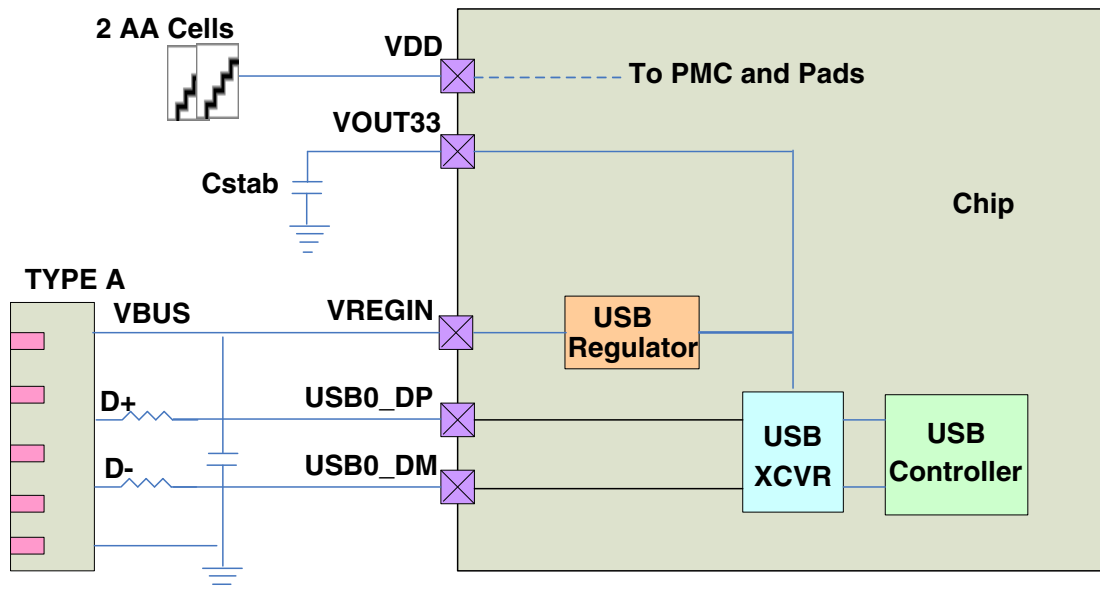 2 AA Cells
VDD
To PMC and Pads
VOUT33
Cstab
Chip
TYPE A
VBUS
VREGIN
USB
Regulator
D+
USB0_DP
D-
USB0_DM
USB
XCVR
USB
Controller